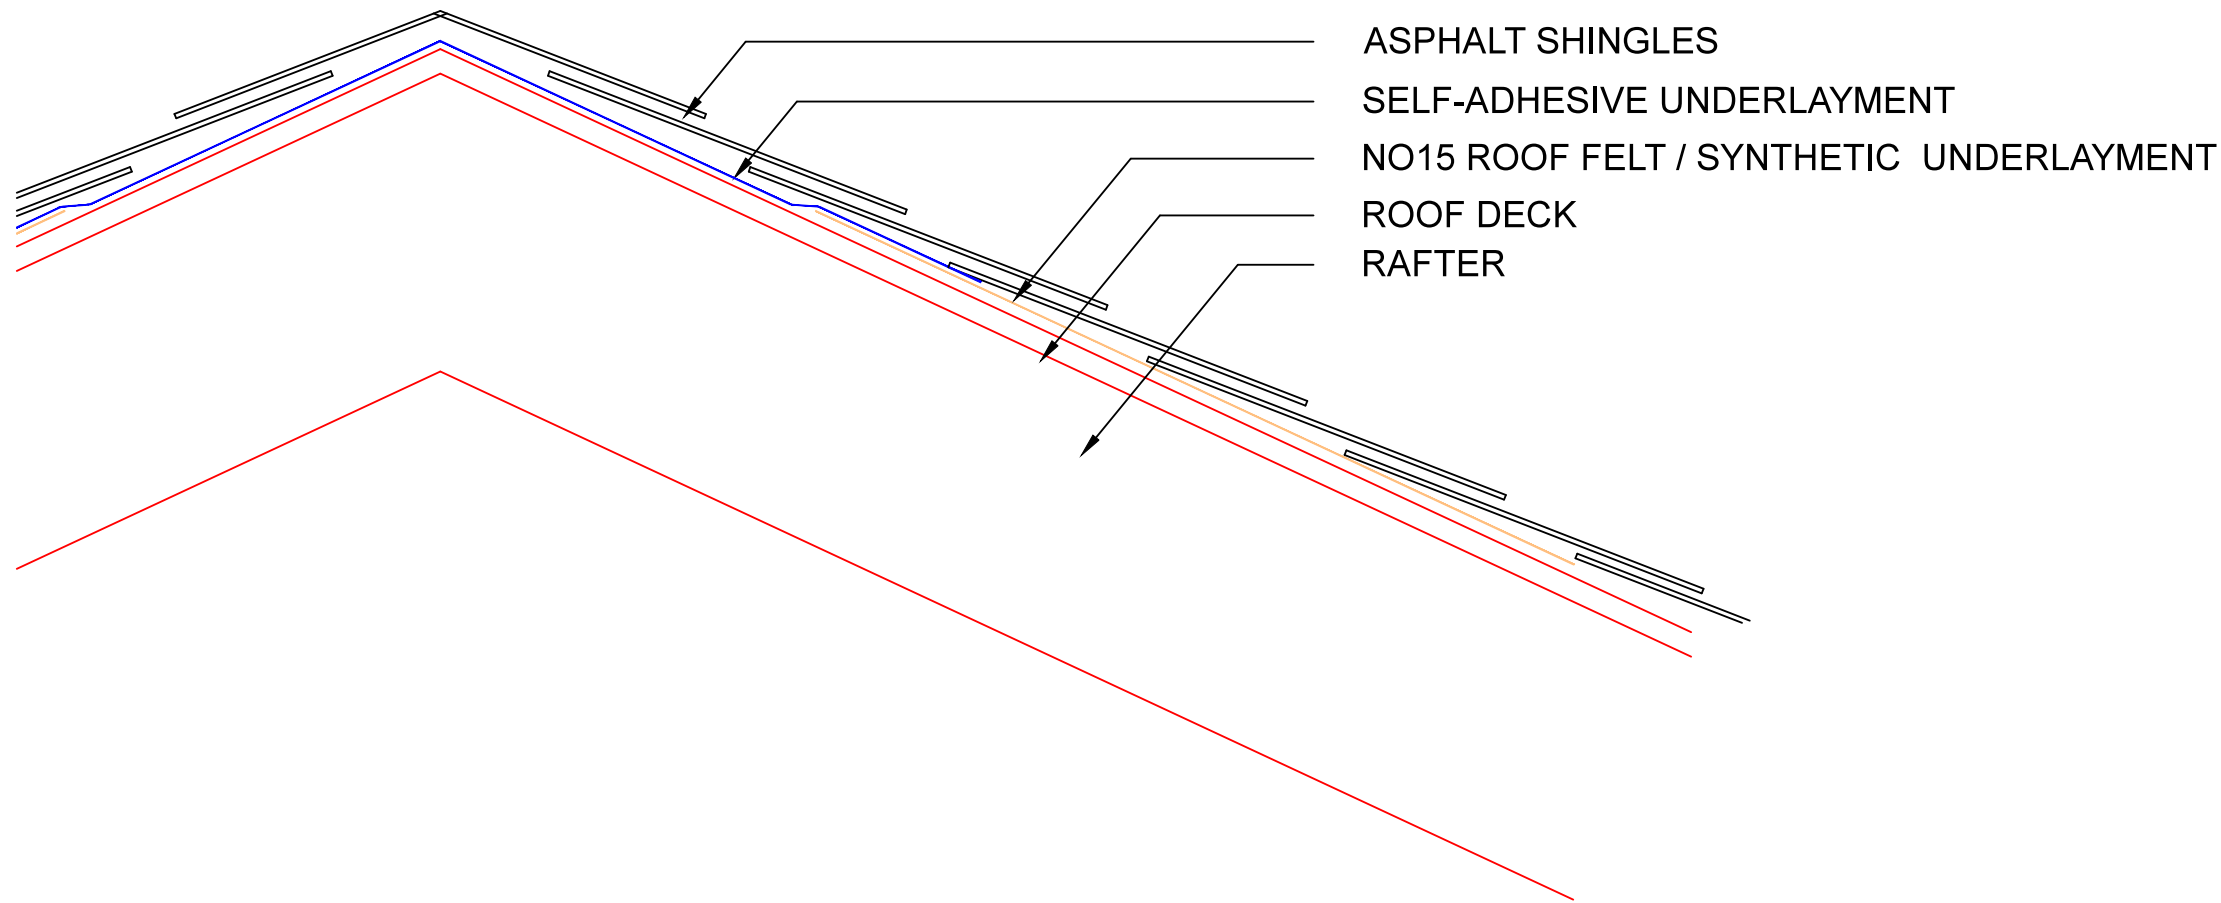 ASPHALT SHINGLES
SELF-ADHESIVE UNDERLAYMENT
NO15 ROOF FELT / SYNTHETIC  UNDERLAYMENT
ROOF DECK
RAFTER